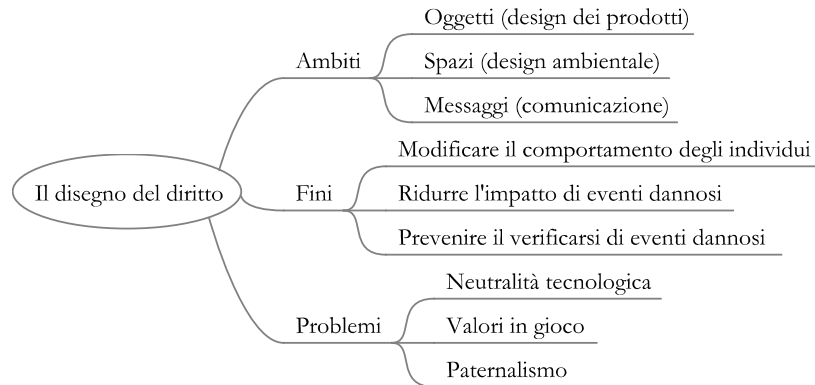 Oggetti (design dei prodotti)
Ambiti
Spazi (design ambientale)
Messaggi (comunicazione)
Modificare il comportamento degli individui
Il disegno del diritto
Fini
Ridurre l'impatto di eventi dannosi
Prevenire il verificarsi di eventi dannosi
Neutralità tecnologica
Problemi
Valori in gioco
Paternalismo